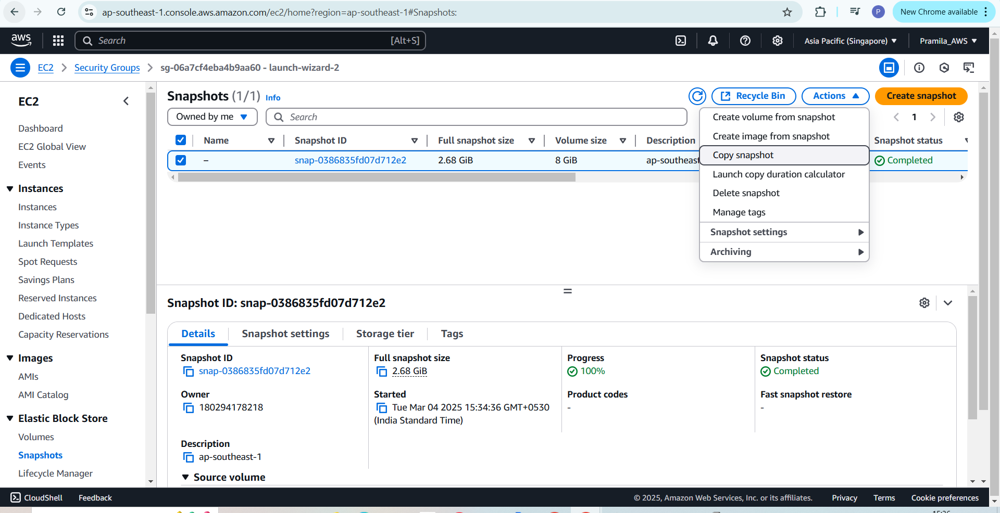 ap-southeast-1.console.aws.amazon.com/ec2/home?region=ap-southeast-1#Snapshots:
P
New Chrome available
aws
Search
[Alt+S]
Asia Pacific (Singapore)
Pramila_AWS
EC2
Security Groups
sg-06a7cf4eba4b9aa60 - launch-wizard-2
EC2
Dashboard
EC2 Global View
Events
Instances
Instances
Instance Types
Launch Templates
Spot Requests
Savings Plans
Reserved Instances
Dedicated Hosts
Capacity Reservations
Images
AMIs
AMI Catalog
Elastic Block Store
Volumes
Snapshots
Lifecycle Manager
Snapshots (1/1) Info
Recycle Bin
Actions
Create snapshot
Owned by me
Search
1
Name
Snapshot ID
Full snapshot size
Volume size
Description
Snapshot status
–
snap-0386835fd07d712e2
2.68 GiB
8 GiB
ap-southeast
Completed
Create volume from snapshot
Create image from snapshot
Copy snapshot
Launch copy duration calculator
Delete snapshot
Manage tags
Snapshot settings
Archiving
Snapshot ID: snap-0386835fd07d712e2
Details
Snapshot settings
Storage tier
Tags
Snapshot ID
snap-0386835fd07d712e2
Full snapshot size
2.68 GiB
Progress
100%
Snapshot status
Completed
Owner
180294178218
Started
Tue Mar 04 2025 15:34:36 GMT+0530
(India Standard Time)
Product codes
-
Fast snapshot restore
-
Description
ap-southeast-1
Source volume
CloudShell
Feedback
© 2025, Amazon Web Services, Inc. or its affiliates.
Privacy
Terms
Cookie preferences